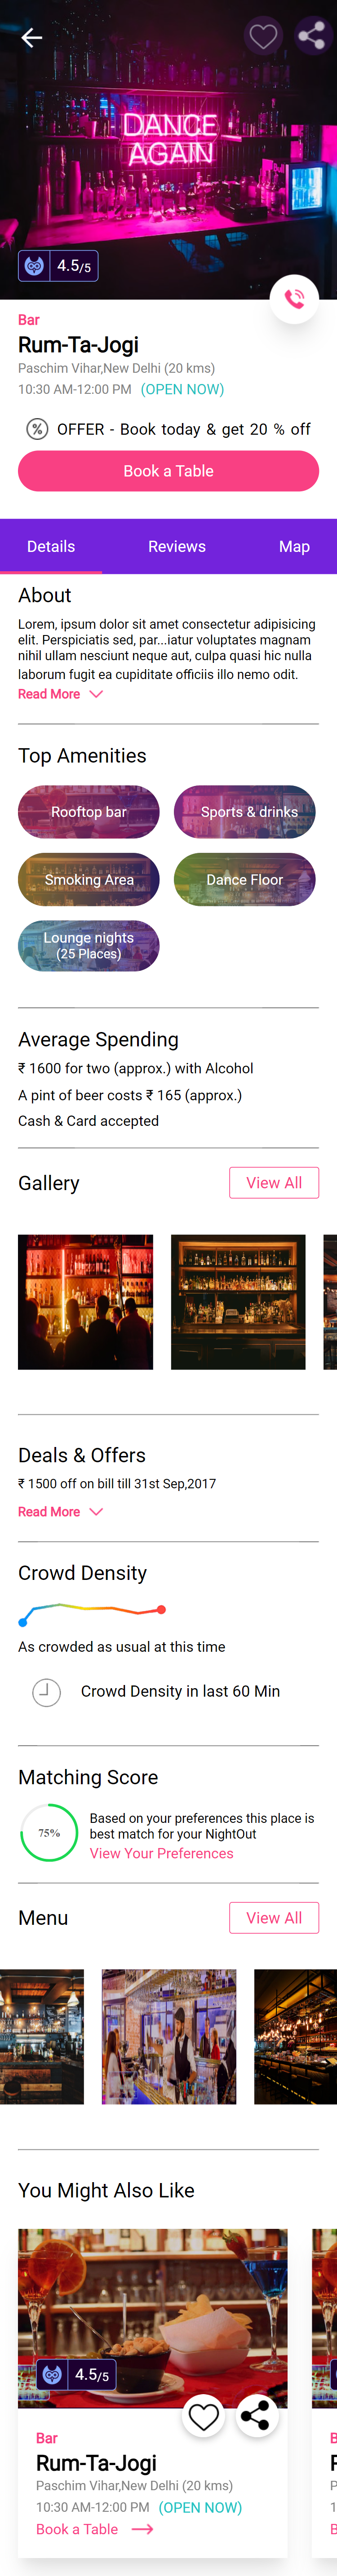 DANCE
AGAIN
4.5/5
Bar
Rum-Ta-Jogi
Paschim Vihar,New Delhi (20 kms)
10:30 AM-12:00 PM (OPEN NOW)
% OFFER - Book today & get 20 % off
Book a Table
Details Reviews Map
About
Lorem, ipsum dolor sit amet consectetur adipisicing
elit. Perspiciatis sed, par...iatur voluptates magnam
nihil ullam nesciunt neque aut, culpa quasi hic nulla
laborum fugit ea cupiditate officiis illo nemo odit.
Read More
Top Amenities
Rooftop bar Sports & drinks
Smoking Area Dance Floor
Lounge nights
(25 Places)
Average Spending
₹ 1600 for two (approx.) with Alcohol
A pint of beer costs ₹ 165 (approx.)
Cash & Card accepted
Gallery View All
Deals & Offers
₹ 1500 off on bill till 31st Sep,2017
Read More
Crowd Density
As crowded as usual at this time
Crowd Density in last 60 Min
Matching Score
75%
Based on your preferences this place is
best match for your NightOut
View Your Preferences
Menu View All
You Might Also Like
4.5/5
Bar
Rum-Ta-Jogi
Paschim Vihar,New Delhi (20 kms)
10:30 AM-12:00 PM (OPEN NOW)
Book a Table